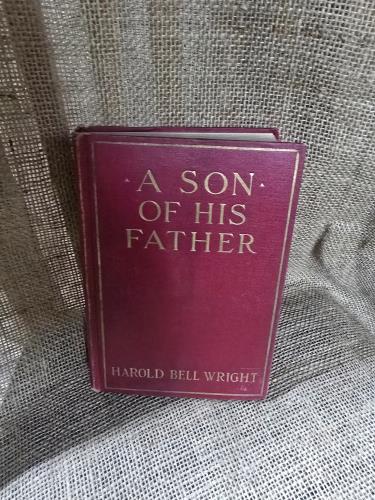 A SON
OF HIS
FATHER
HAROLD BELL WRIGHT